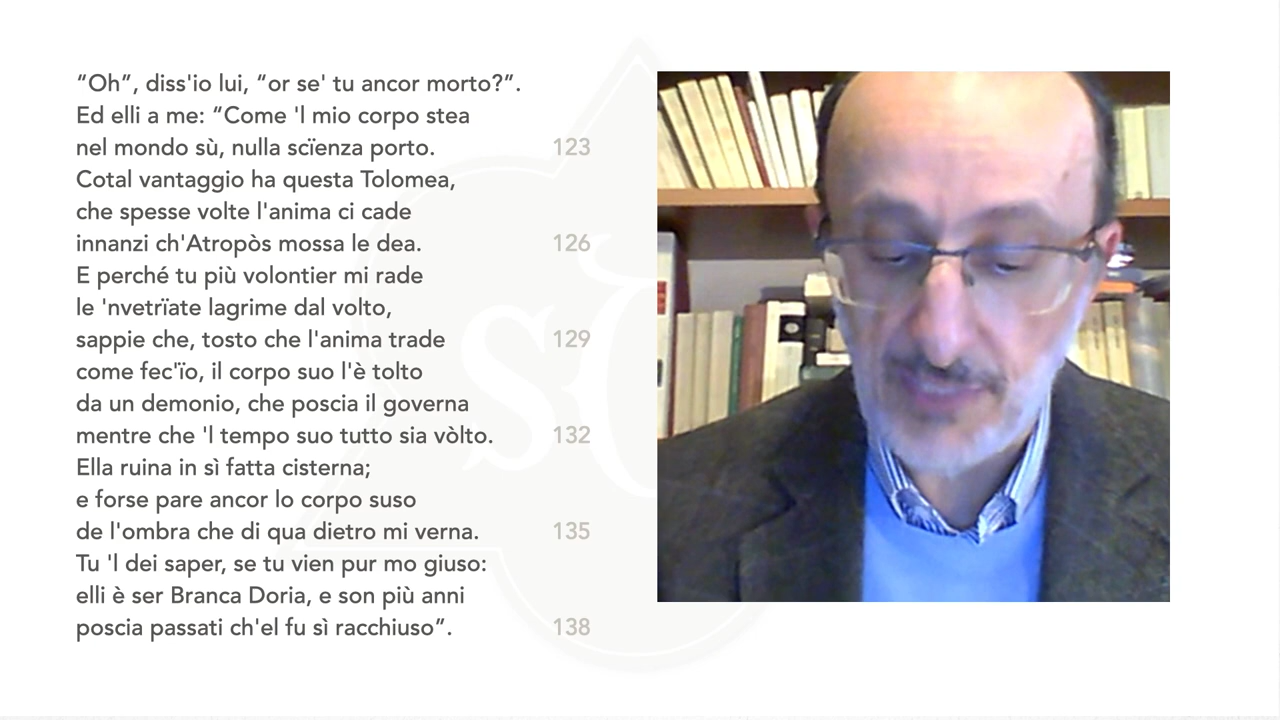 “Oh”, diss'io lui, “or se' tu ancor morto?”.
Ed elli a me: “Come 'l mio corpo stea
nel mondo sù, nulla scïenza porto. 123
Cotal vantaggio ha questa Tolomea,
che spesse volte l'anima ci cade
innanzi ch'Atropòs mossa le dea. 126
E perché tu più volontier mi rade
le 'nvetrïate lagrime dal volto,
sappie che, tosto che l'anima trade 129
come fec'ïo, il corpo suo l'è tolto
da un demonio, che poscia il governa
mentre che 'l tempo suo tutto sia vòlto. 132
Ella ruina in sì fatta cisterna;
e forse pare ancor lo corpo suso
de l'ombra che di qua dietro mi verna. 135
Tu 'l dei saper, se tu vien pur mo giuso:
elli è ser Branca Doria, e son più anni
poscia passati ch'el fu sì racchiuso”. 138